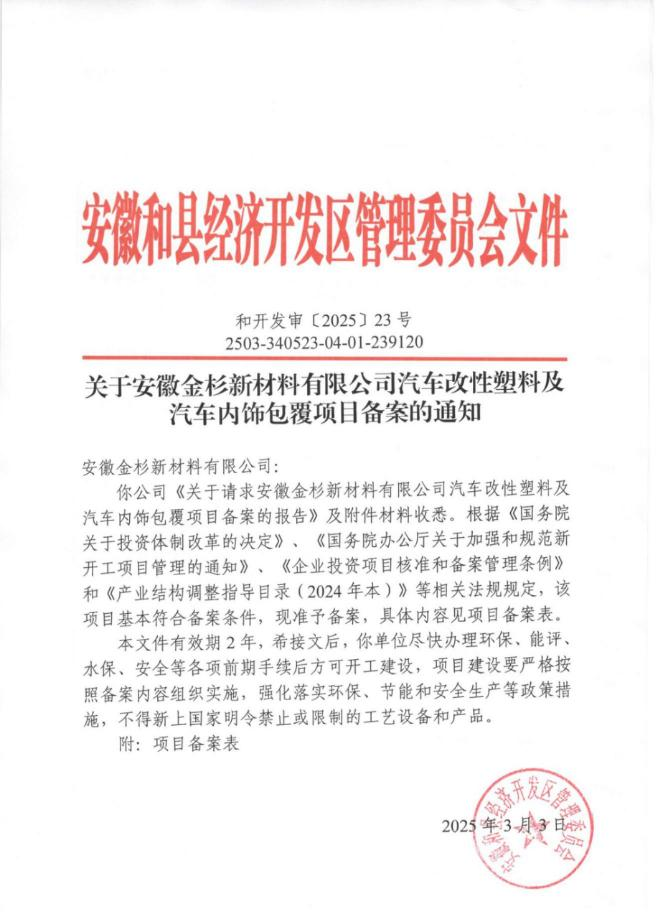 安徽和县经济开发区管理委员会文件
和开发审〔2025〕23 号
2503-340523-04-01-239120
关于安徽金杉新材料有限公司汽车改性塑料及
汽车内饰包覆项目备案的通知
安徽金杉新材料有限公司：
你公司《关于请求安徽金杉新材料有限公司汽车改性塑料及
汽车内饰包覆项目备案的报告》及附件材料收悉。根据《国务院
关于投资体制改革的决定》、《国务院办公厅关于加强和规范新
开工项目管理的通知》、《企业投资项目核准和备案管理条例》
和《产业结构调整指导目录（2024 年本）》等相关法规规定，该
项目基本符合备案条件，现准予备案，具体内容见项目备案表。
本文件有效期 2 年，希接文后，你单位尽快办理环保、能评、
水保、安全等各项前期手续后方可开工建设，项目建设要严格按
照备案内容组织实施，强化落实环保、节能和安全生产等政策措
施，不得新上国家明令禁止或限制的工艺设备和产品。
附：项目备案表
安徽和县经济开发区管理委员会
2025 年 3 月 3 日